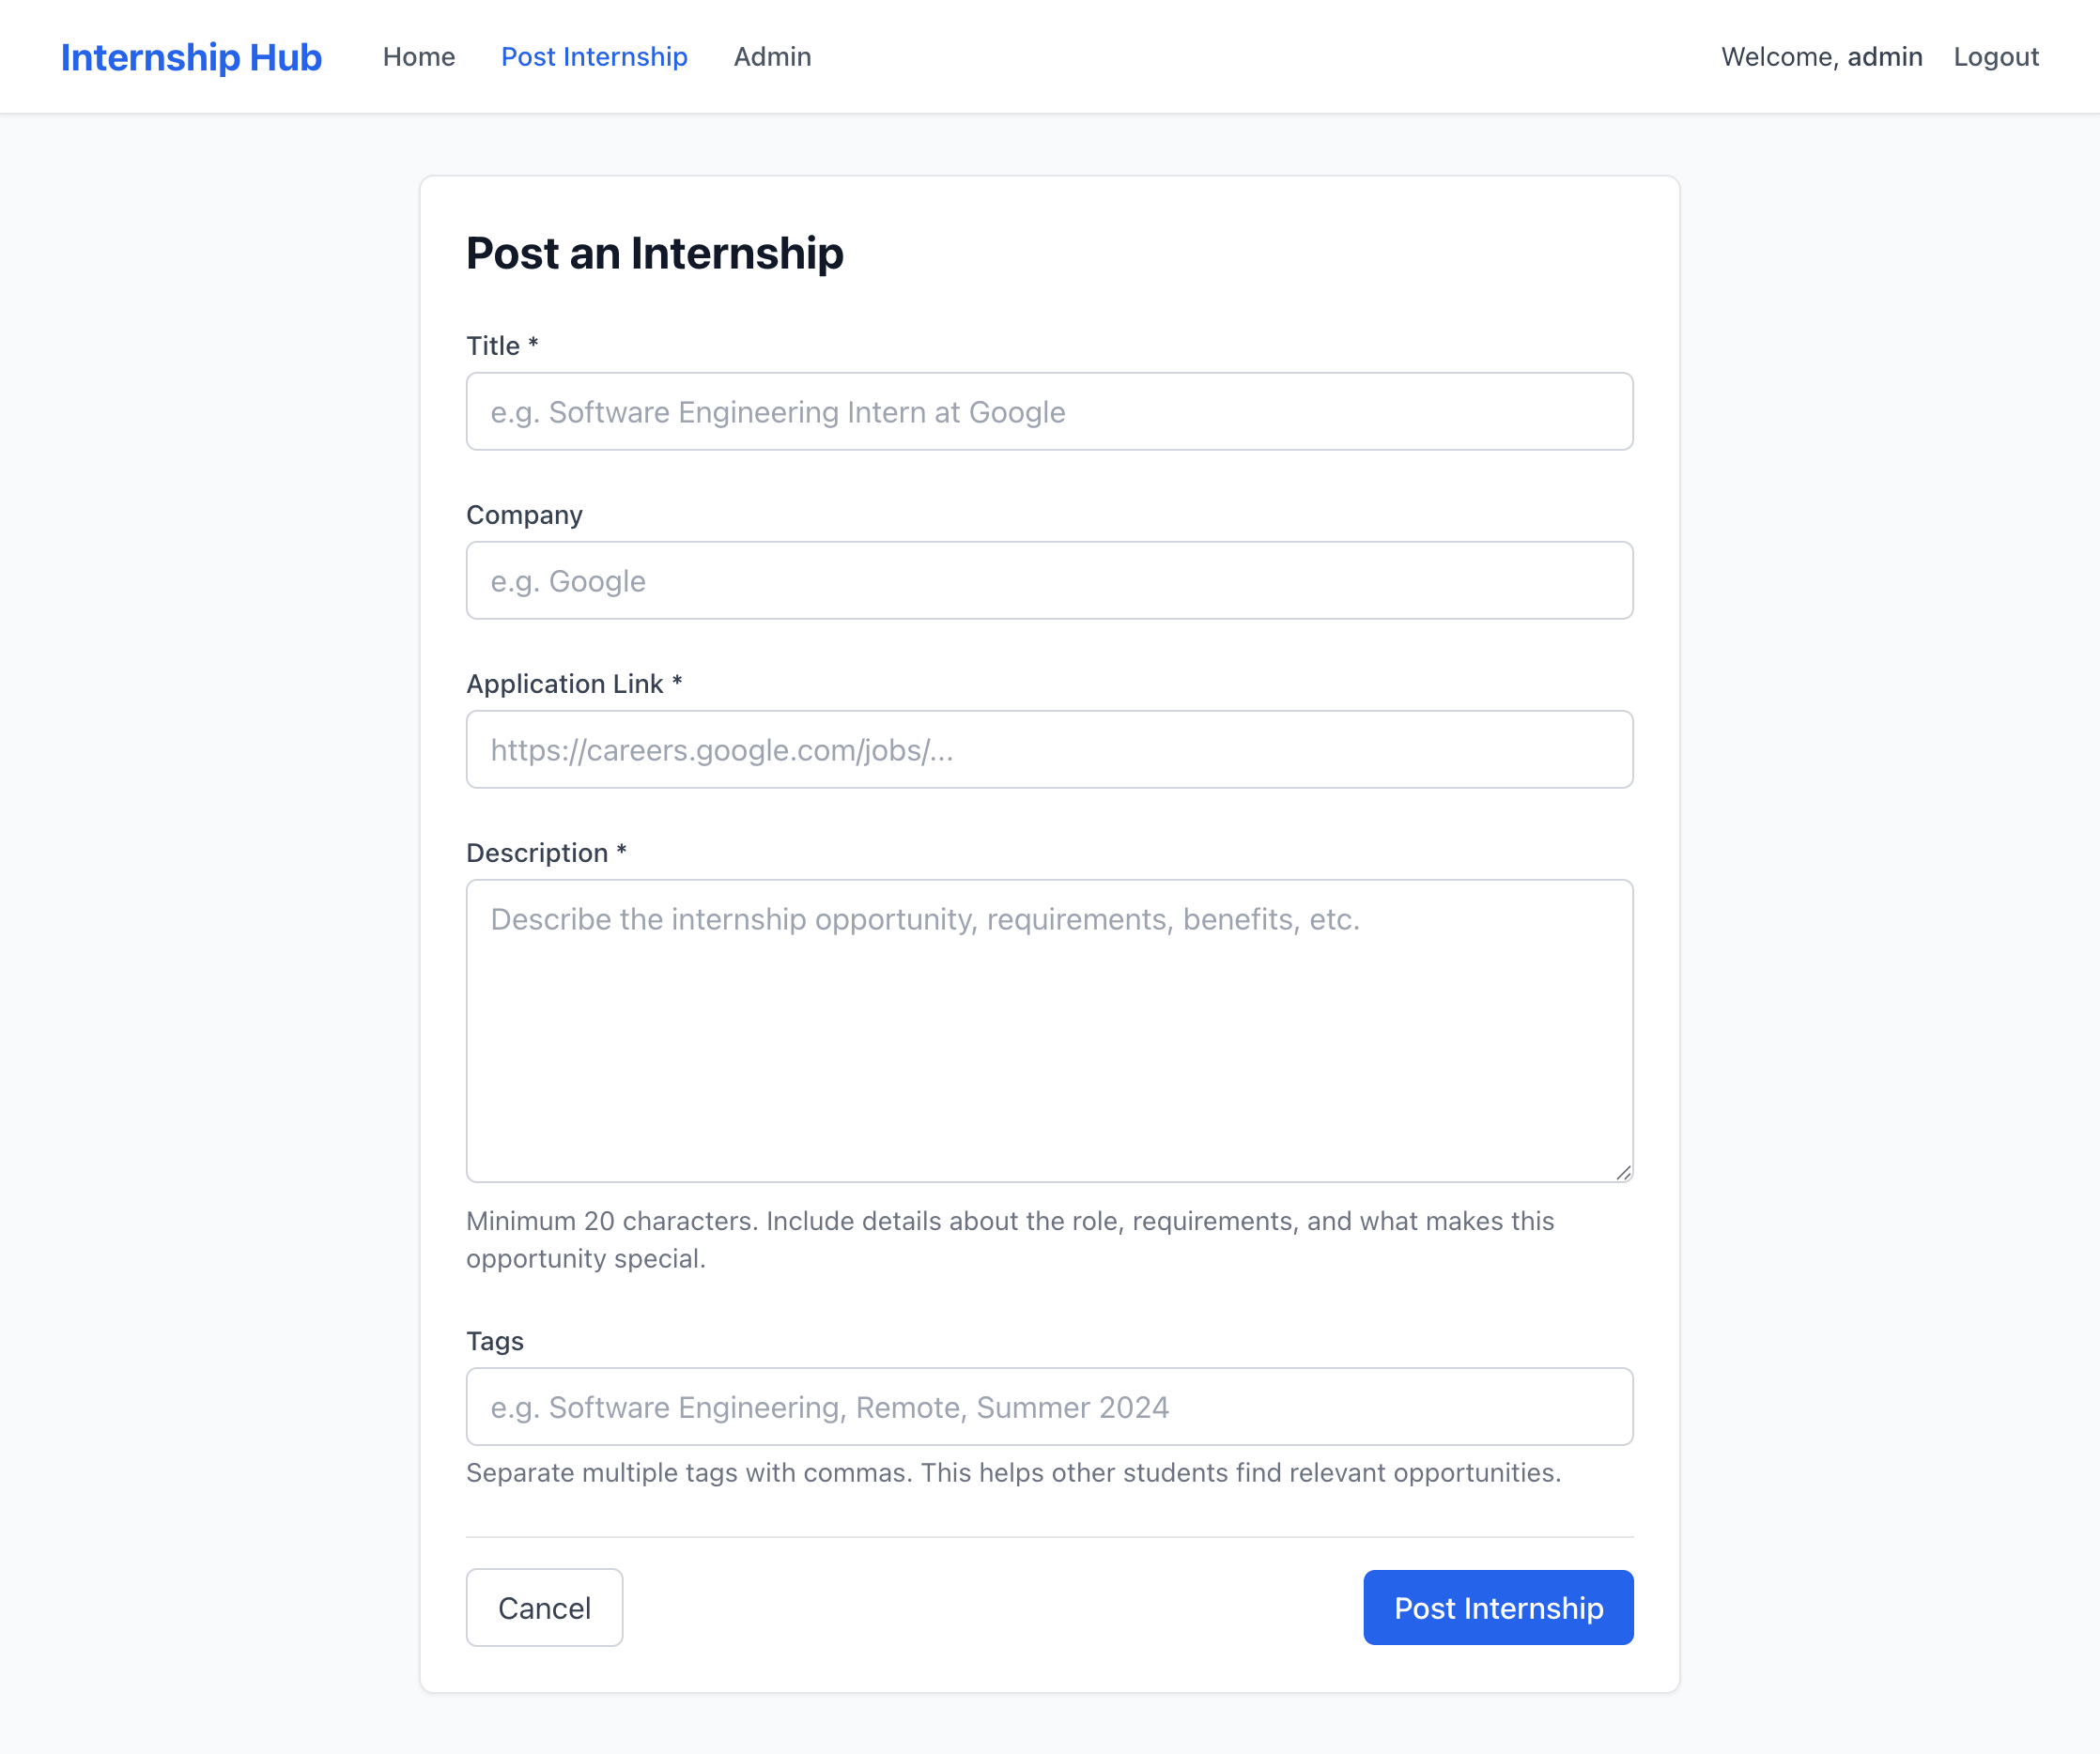 Internship Hub Home Post Internship Admin Welcome, admin Logout
Post an Internship
Title *
e.g. Software Engineering Intern at Google
Company
e.g. Google
Application Link *
https://careers.google.com/jobs/...
Description *
Describe the internship opportunity, requirements, benefits, etc.
Minimum 20 characters. Include details about the role, requirements, and what makes this
opportunity special.
Tags
e.g. Software Engineering, Remote, Summer 2024
Separate multiple tags with commas. This helps other students find relevant opportunities.
Cancel Post Internship